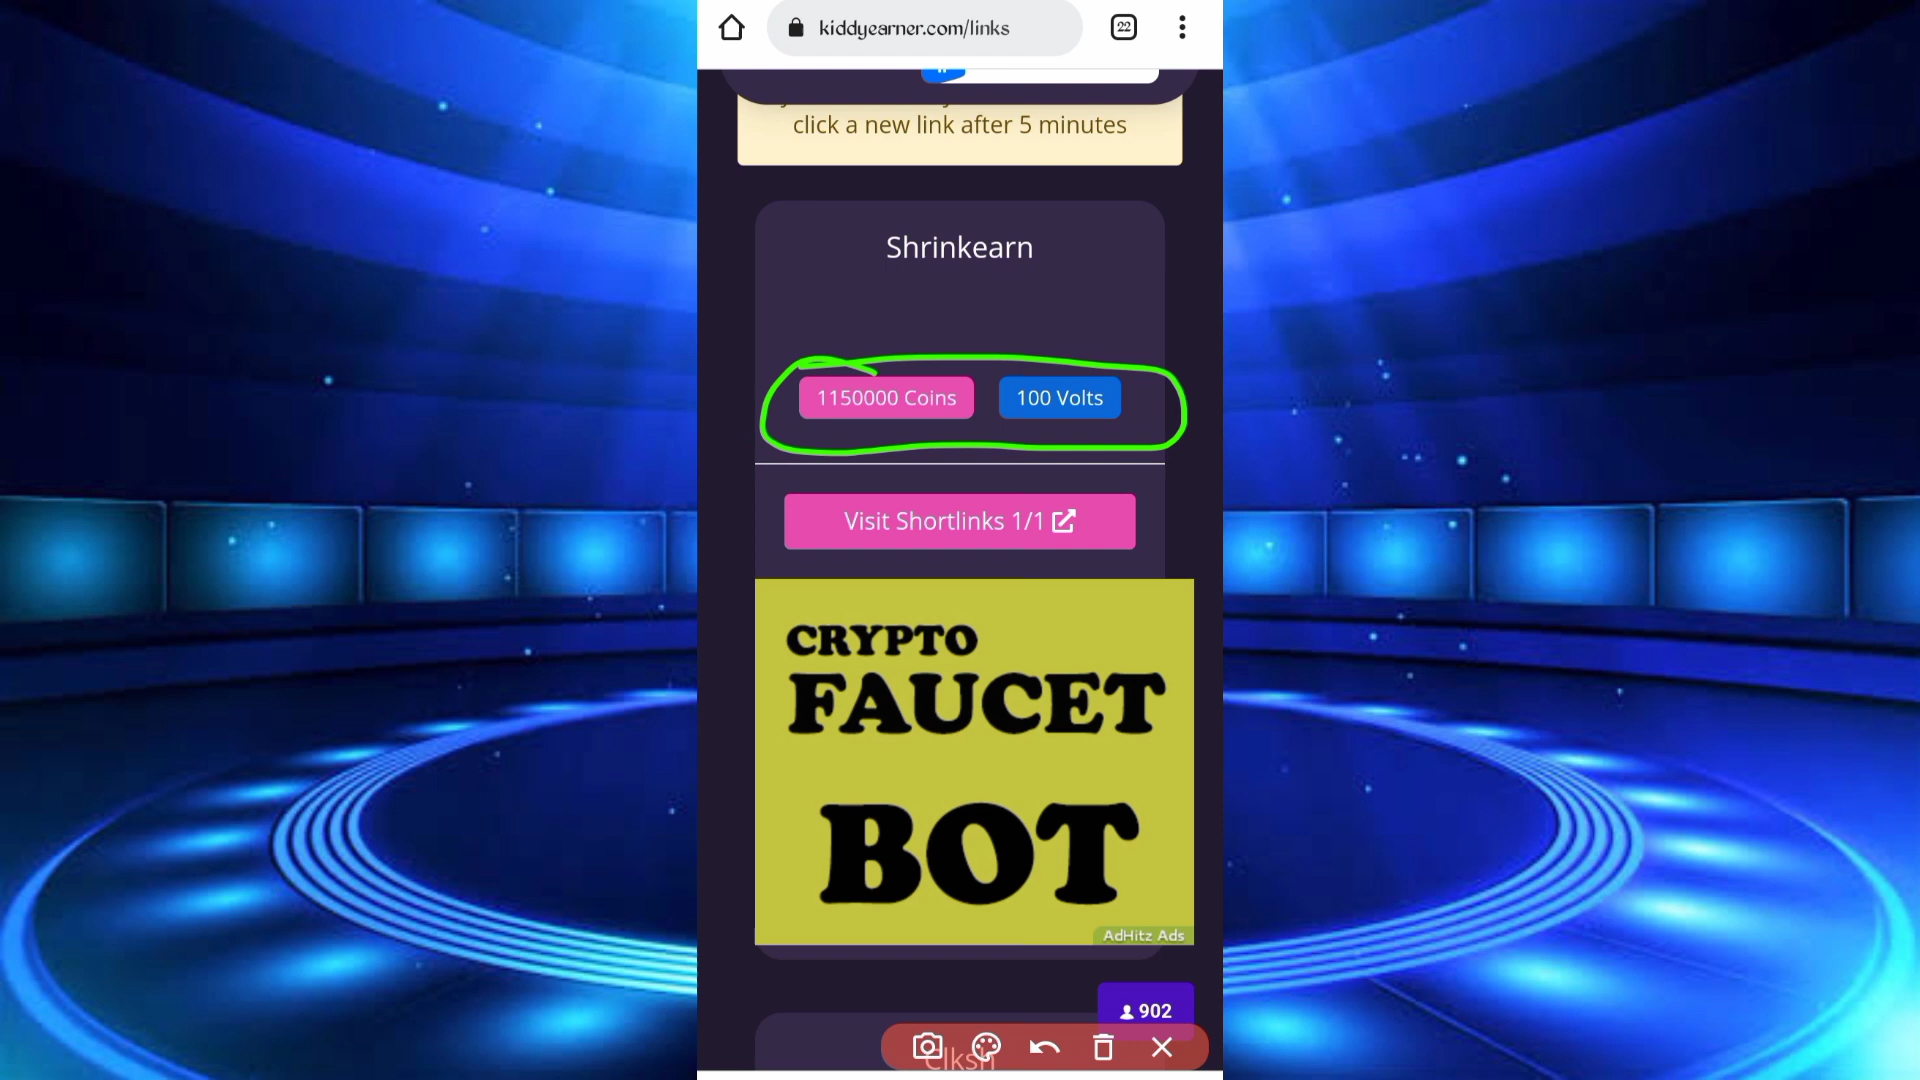 kiddyearner.com/links
22
click a new link after 5 minutes
Shrinkearn
1150000 Coins
100 Volts
Visit Shortlinks 1/1
CRYPTO
FAUCET
BOT
AdHitz Ads
902
Clksh